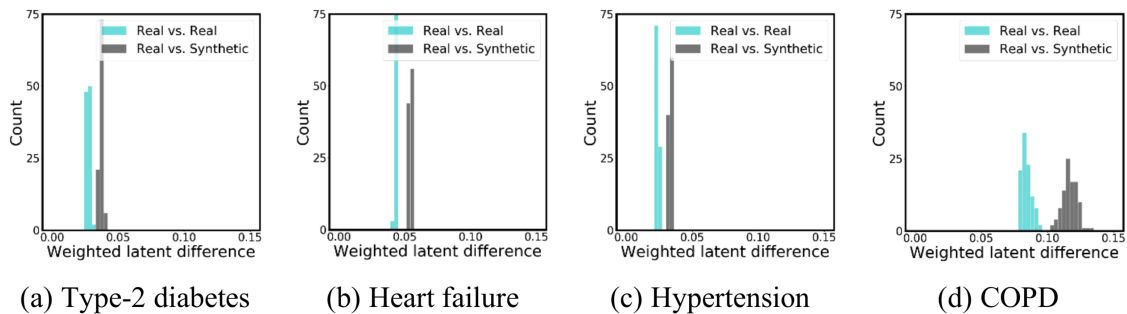 75
50
25
0
Count
Real vs. Real
Real vs. Synthetic
0.00 0.05 0.10 0.15
Weighted latent difference
(a) Type-2 diabetes
75
50
25
0
Count
Real vs. Real
Real vs. Synthetic
0.00 0.05 0.10 0.15
Weighted latent difference
(b) Heart failure
75
50
25
0
Count
Real vs. Real
Real vs. Synthetic
0.00 0.05 0.10 0.15
Weighted latent difference
(c) Hypertension
75
50
25
0
Count
Real vs. Real
Real vs. Synthetic
0.00 0.05 0.10 0.15
Weighted latent difference
(d) COPD